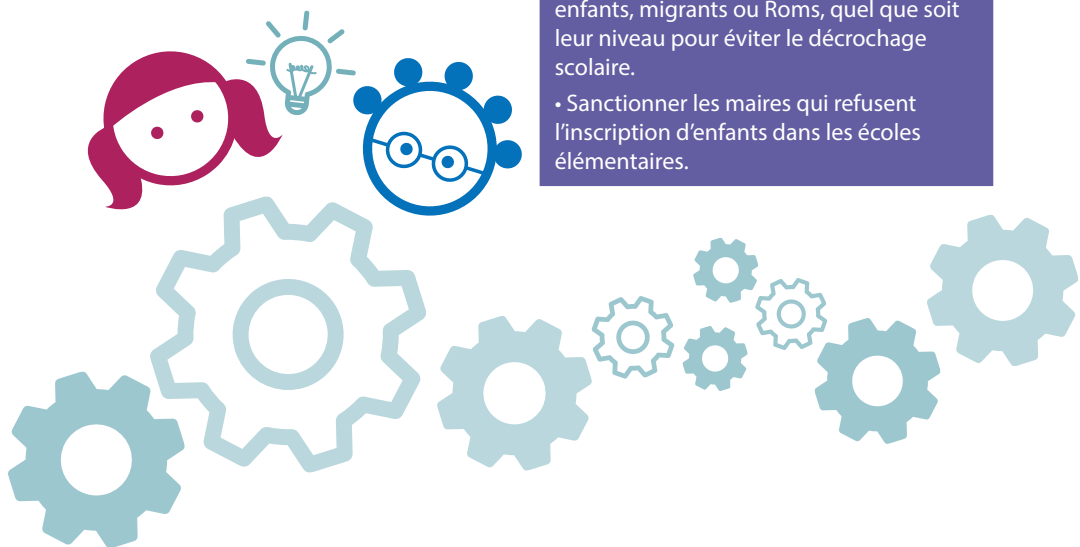 enfants, migrants ou Roms, quel que soit
leur niveau pour éviter le décrochage
scolaire.
• Sanctionner les maires qui refusent
l’inscription d’enfants dans les écoles
élémentaires.